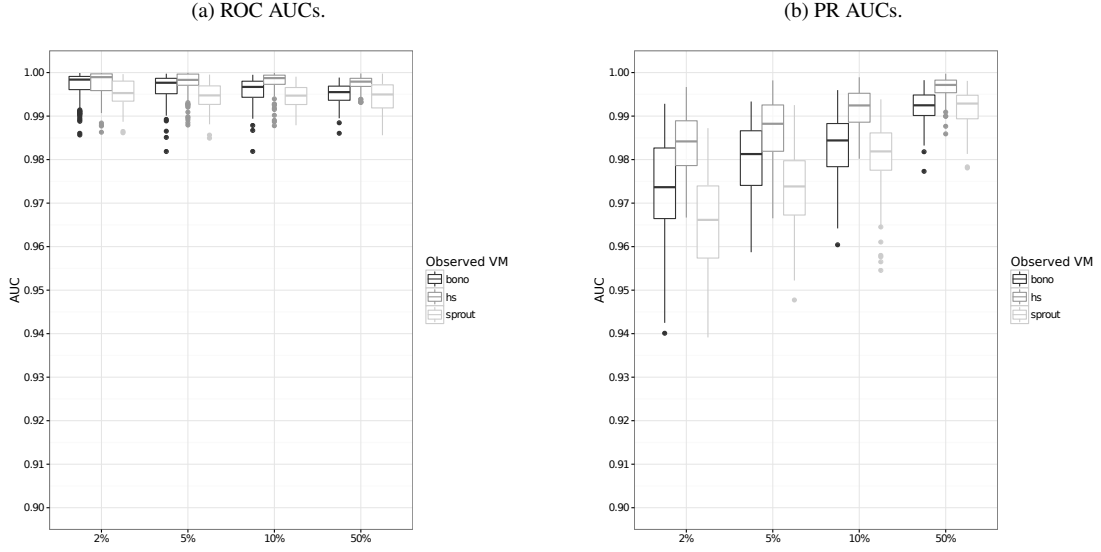 (a) ROC AUCs.
1.00
0.99
0.98
0.97
0.96
0.95
0.94
0.93
0.92
0.91
0.90
AUC
2%
5%
10%
50%
Observed VM
bono
hs
sprout
(b) PR AUCs.
1.00
0.99
0.98
0.97
0.96
0.95
0.94
0.93
0.92
0.91
0.90
AUC
2%
5%
10%
50%
Observed VM
bono
hs
sprout